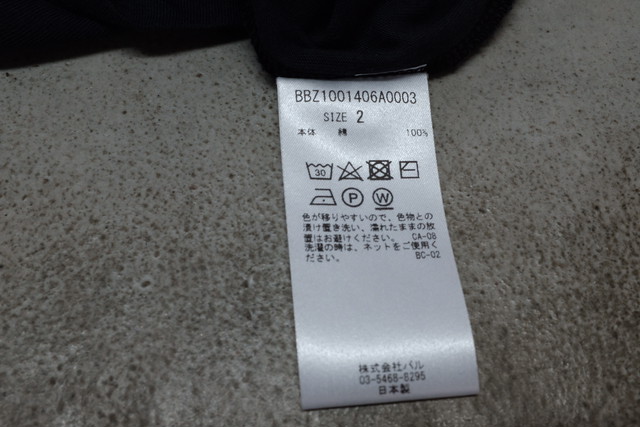 BBZ1001406A0003
SIZE 2
本体 綿 100%
30
P W
色が移りやすいので、色物との
漬け置き洗い、濡れたままの放
置はお避けください。 CA-08
洗濯の時は、ネットをご使用く
ださい。 BC-02
株式会社パル
03-5468-8295
日本製